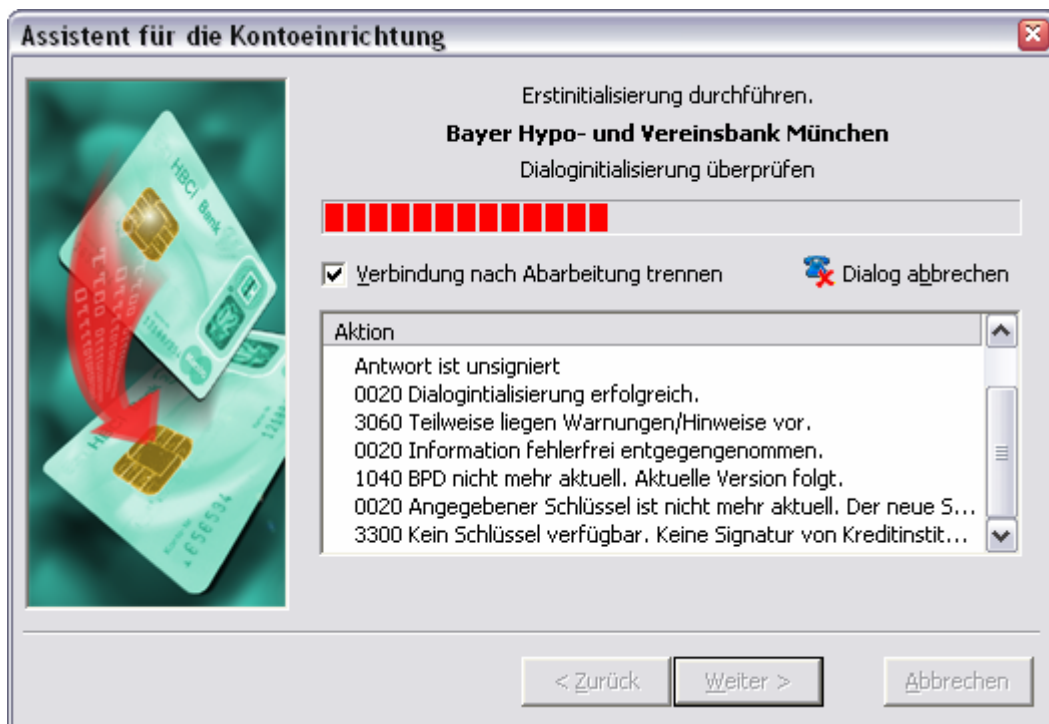 Assistent für die Kontoeinrichtung
Erstinitialisierung durchführen.
Bayer Hypo- und Vereinsbank München
Dialoginitialisierung überprüfen
Verbindung nach Abarbeitung trennen
Dialog abbrechen
Aktion
Antwort ist unsigniert
0020 Dialogintialisierung erfolgreich.
3060 Teilweise liegen Warnungen/Hinweise vor.
0020 Information fehlerfrei entgegengenommen.
1040 BPD nicht mehr aktuell. Aktuelle Version folgt.
0020 Angegebener Schlüssel ist nicht mehr aktuell. Der neue S...
3300 Kein Schlüssel verfügbar. Keine Signatur von Kreditinstit...
HBCI Bank
< Zurück
Weiter >
Abbrechen